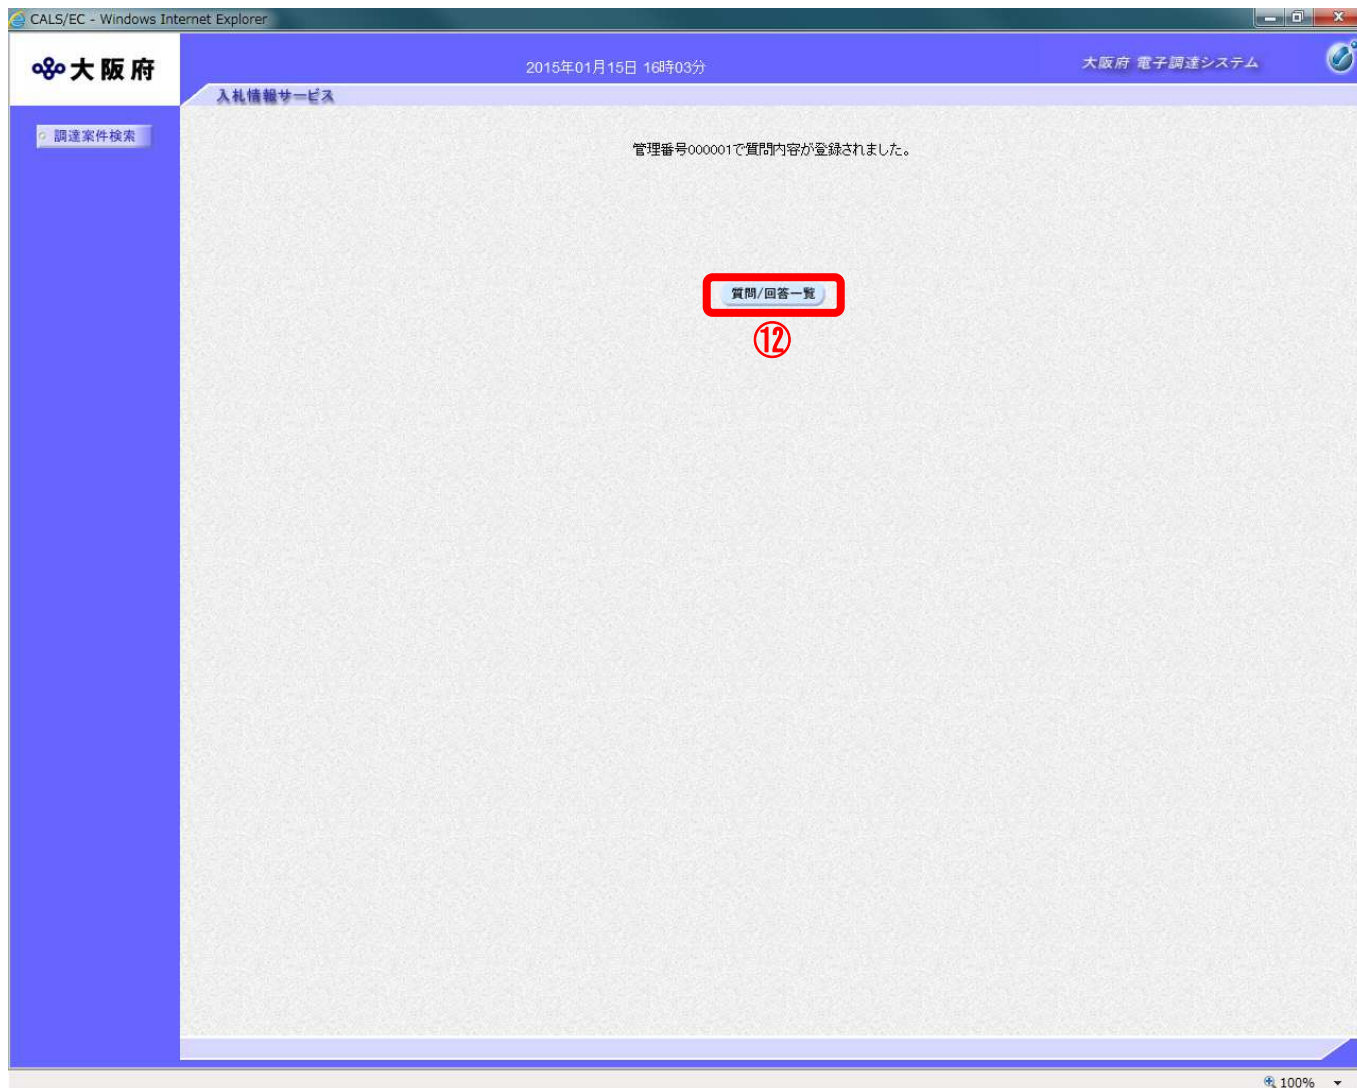 CALS/EC - Windows Internet Explorer
大阪府
2015年01月15日 16時03分
大阪府 電子調達システム
入札情報サービス
調達案件検索
管理番号000001で質問内容が登録されました。
質問/回答一覧
⑫
100%